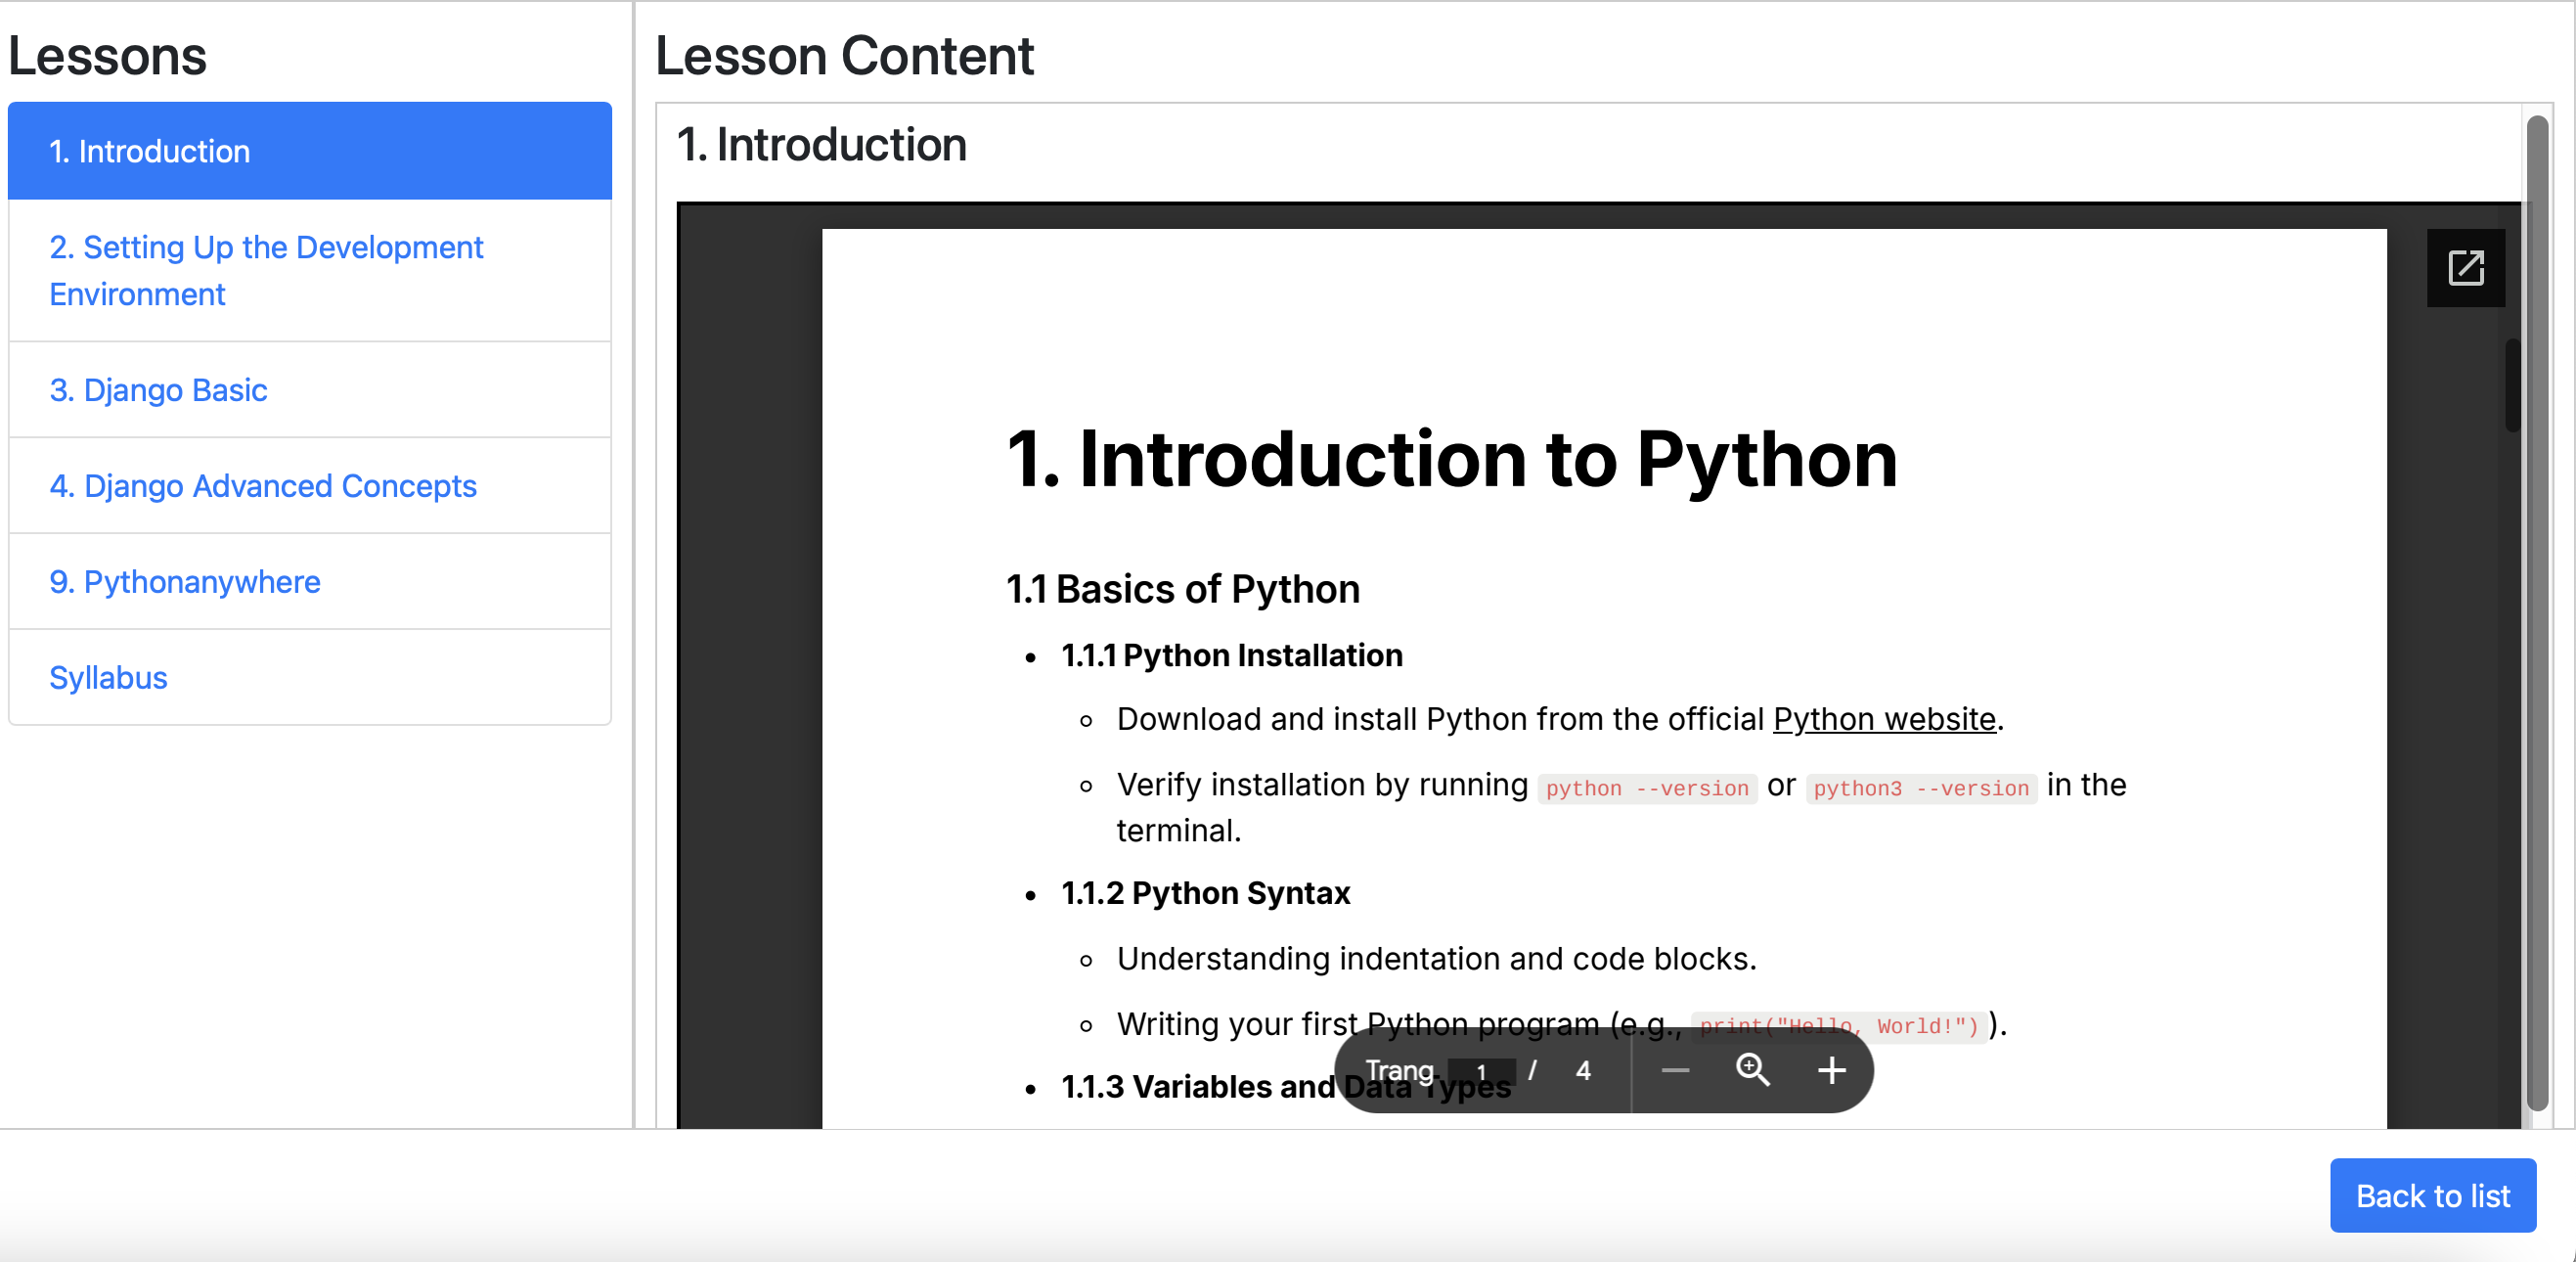 Lessons
1. Introduction
2. Setting Up the Development
Environment
3. Django Basic
4. Django Advanced Concepts
9. Pythonanywhere
Syllabus
Lesson Content
1. Introduction
1. Introduction to Python
1.1 Basics of Python
• 1.1.1 Python Installation
◦ Download and install Python from the official Python website.
◦ Verify installation by running python --version or python3 --version in the
terminal.
• 1.1.2 Python Syntax
◦ Understanding indentation and code blocks.
◦ Writing your first Python program (e.g., print("Hello, World!")).
• 1.1.3 Variables and Data Types
Trang 1 / 4
Back to list